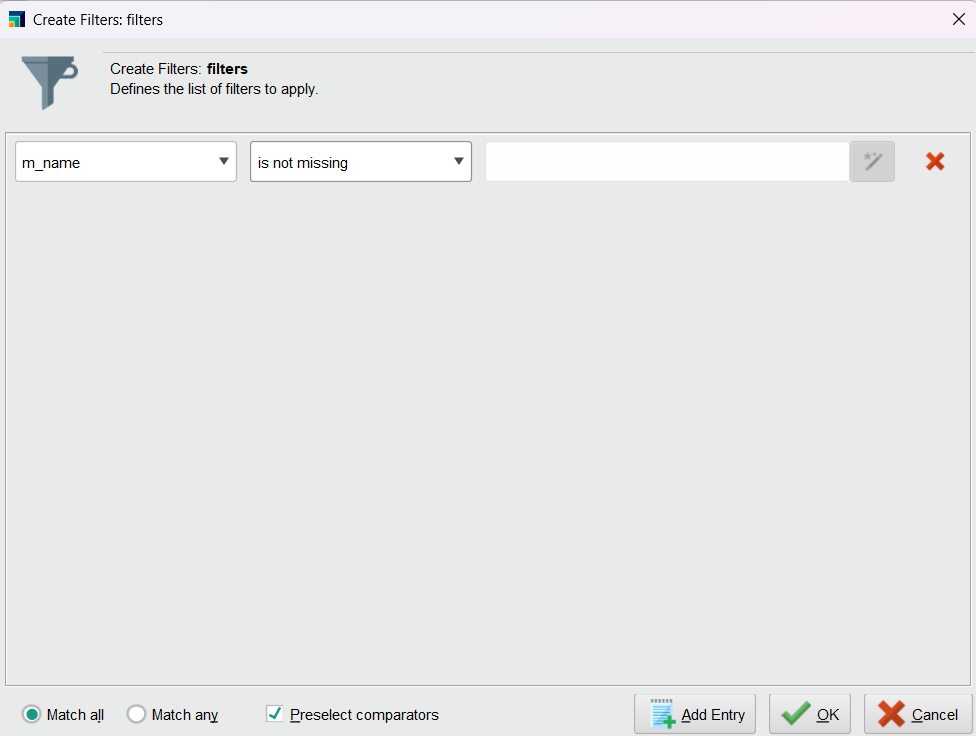 Create Filters: filters
Create Filters: filters
Defines the list of filters to apply.
m_name is not missing
Match all Match any Preselect comparators Add Entry OK Cancel